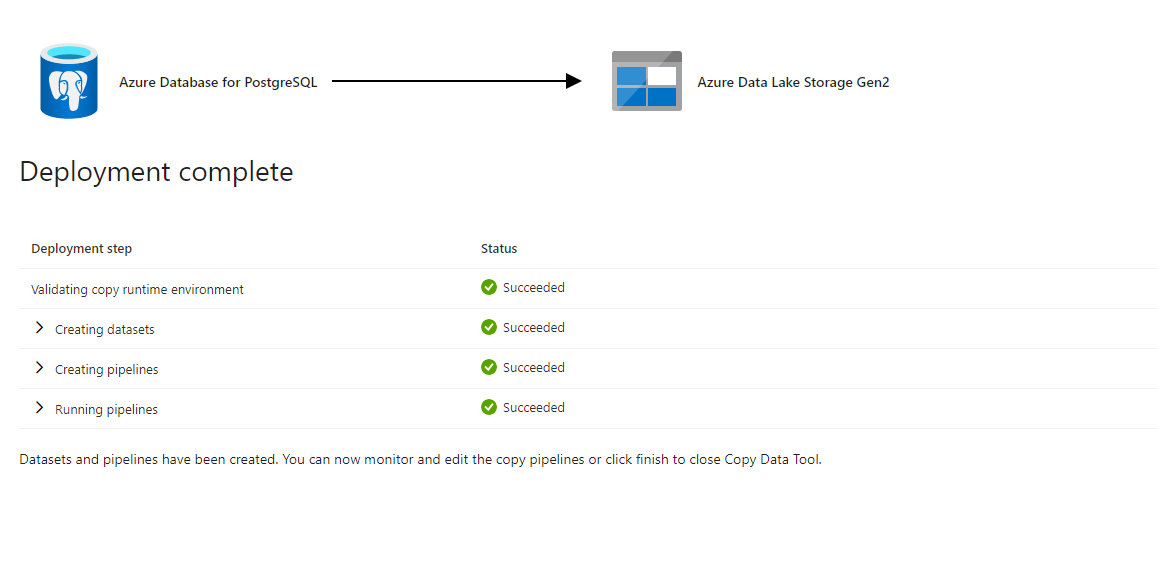 Azure Database for PostgreSQL
Azure Data Lake Storage Gen2
Deployment complete
Deployment step Status
Validating copy runtime environment Succeeded
Creating datasets Succeeded
Creating pipelines Succeeded
Running pipelines Succeeded
Datasets and pipelines have been created. You can now monitor and edit the copy pipelines or click finish to close Copy Data Tool.